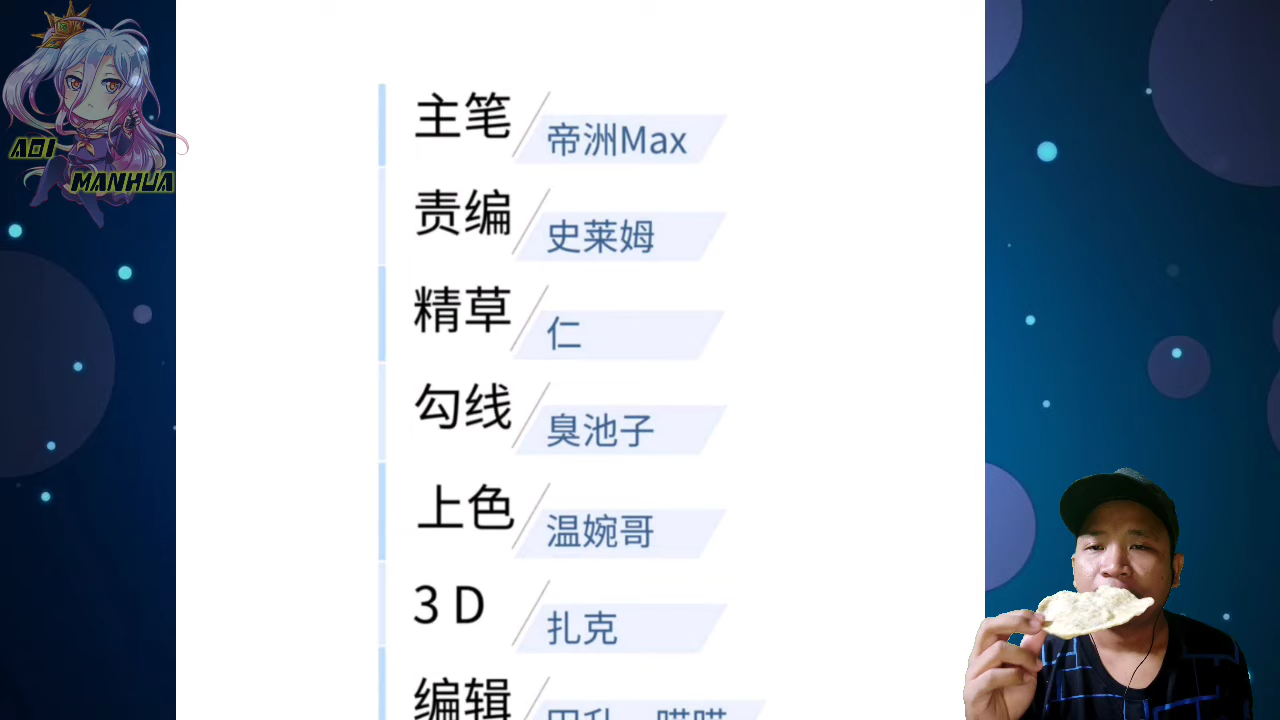 AOI
MANHUA
主笔 帝洲Max
责编 史莱姆
精草 仁
勾线 臭池子
上色 温婉哥
3D 扎克
编辑